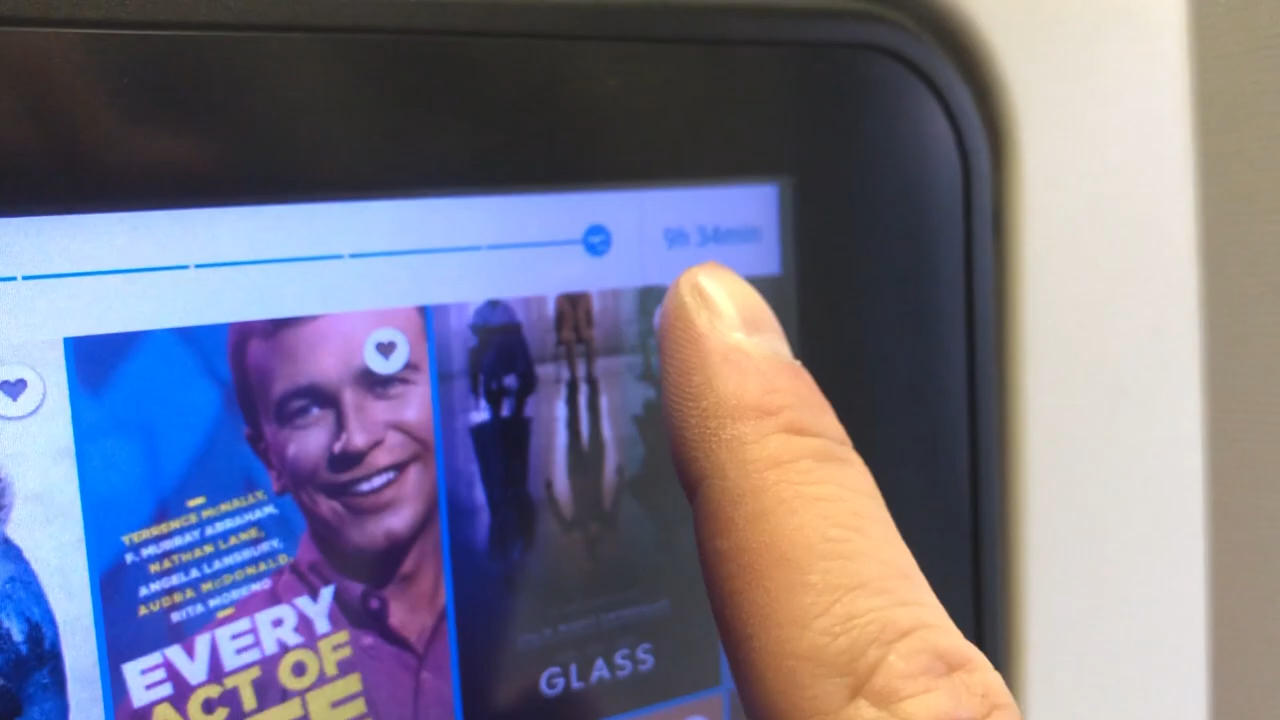 9h 34min
TERRENCE McNALLY,
F. MURRAY ABRAHAM,
NATHAN LANE,
ANGELA LANSBURY,
AUDRA McDONALD,
RITA MORENO
EVERY
ACT OF
GLASS